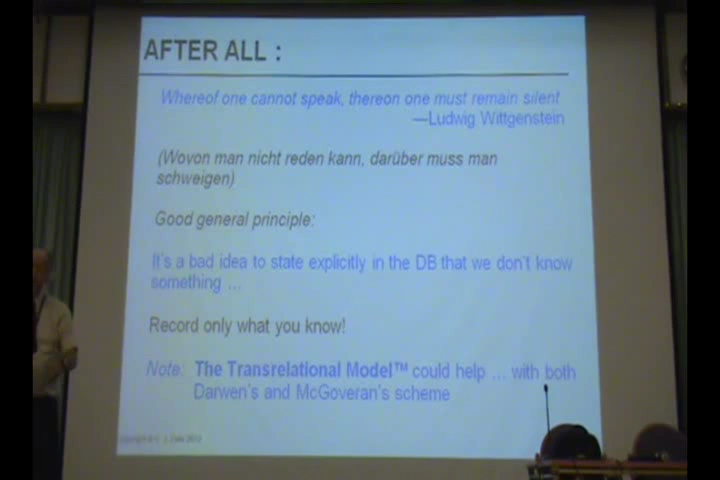 AFTER ALL :
Whereof one cannot speak, thereon one must remain silent
—Ludwig Wittgenstein
(Wovon man nicht reden kann, darüber muss man
schweigen)
Good general principle:
It's a bad idea to state explicitly in the DB that we don't know
something ...
Record only what you know!
Note: The Transrelational Model™ could help ... with both
Darwen's and McGoveran's scheme